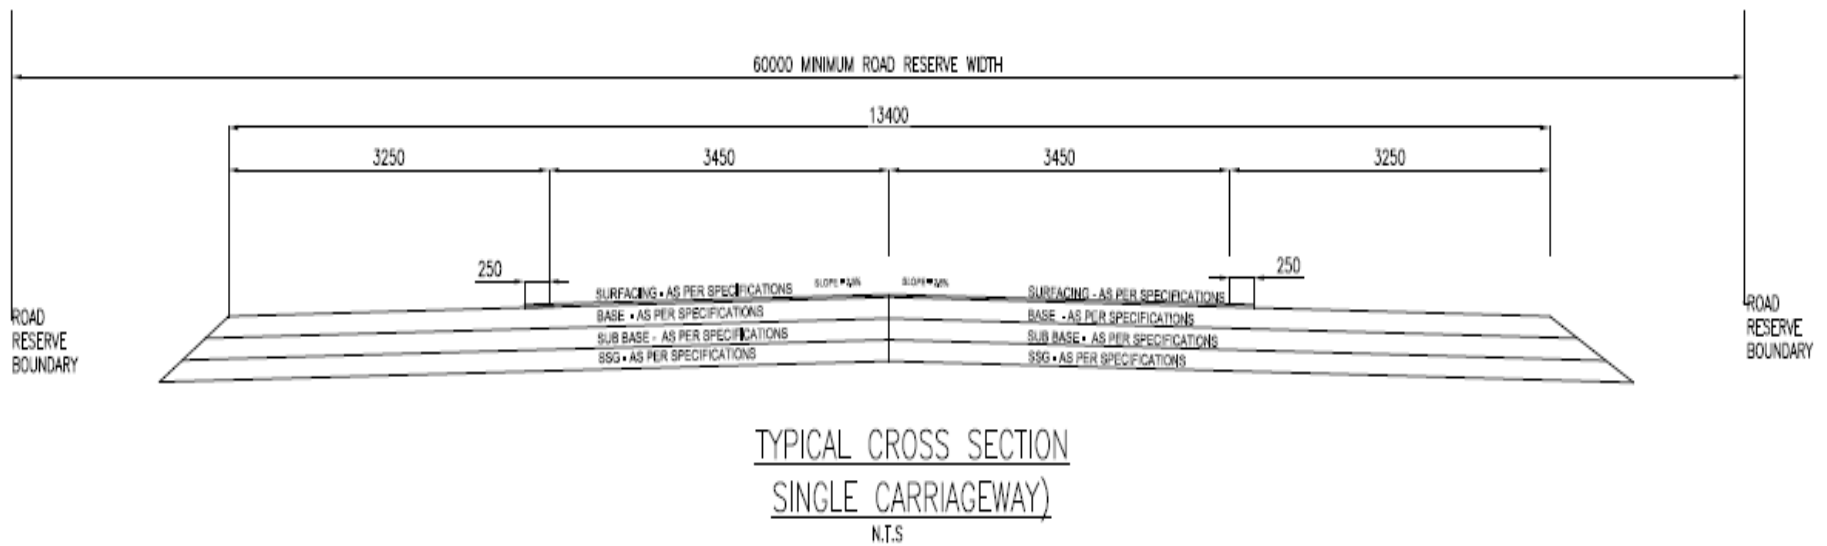 60000 MINIMUM ROAD RESERVE WIDTH
13400
3250 3450 3450 3250
250 250
SURFACING - AS PER SPECIFICATIONS SLOPE SLOPE SURFACING - AS PER SPECIFICATIONS
BASE - AS PER SPECIFICATIONS BASE - AS PER SPECIFICATIONS
SUB BASE - AS PER SPECIFICATIONS SUB BASE - AS PER SPECIFICATIONS
SSG - AS PER SPECIFICATIONS SSG - AS PER SPECIFICATIONS
ROAD
RESERVE
BOUNDARY
ROAD
RESERVE
BOUNDARY
TYPICAL CROSS SECTION
SINGLE CARRIAGEWAY)
N.T.S